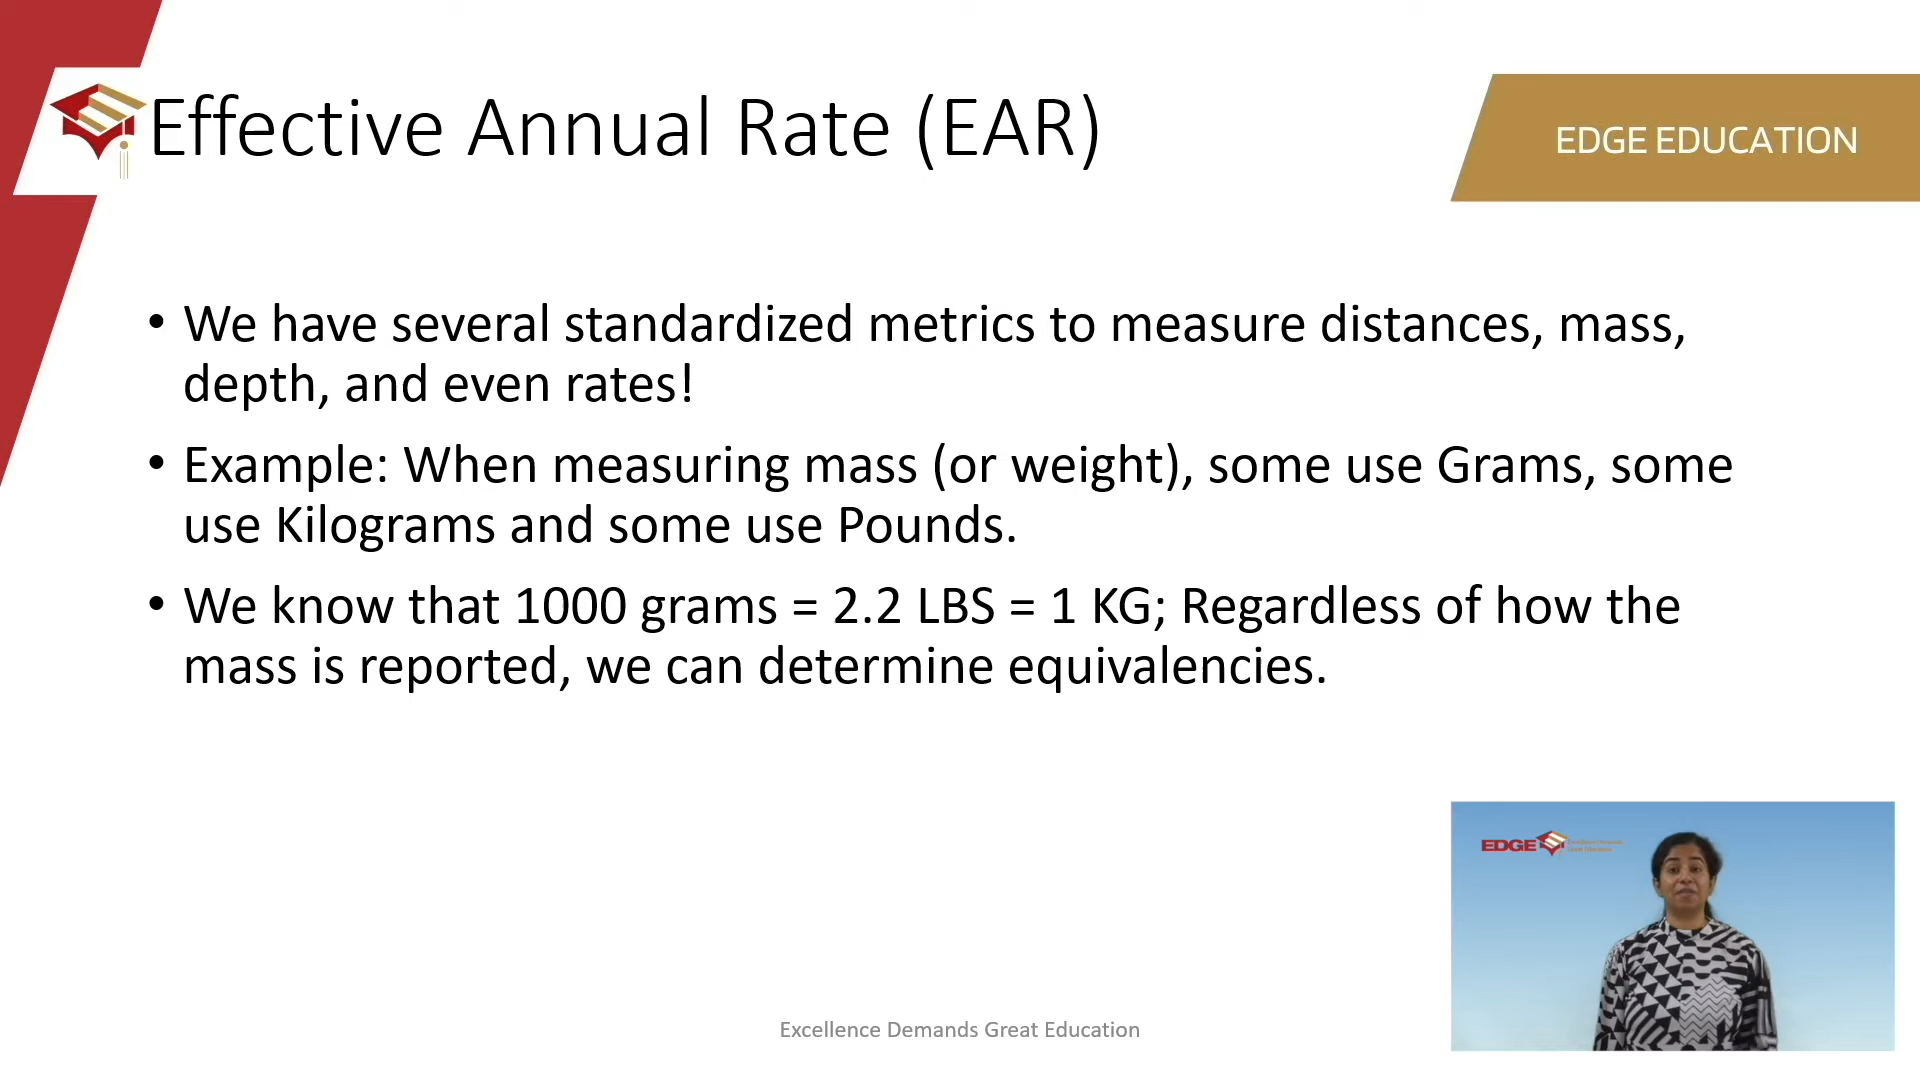 Effective Annual Rate (EAR)
EDGE EDUCATION
• We have several standardized metrics to measure distances, mass,
depth, and even rates!
• Example: When measuring mass (or weight), some use Grams, some
use Kilograms and some use Pounds.
• We know that 1000 grams = 2.2 LBS = 1 KG; Regardless of how the
mass is reported, we can determine equivalencies.
EDGE
Excellence Demands Great Education